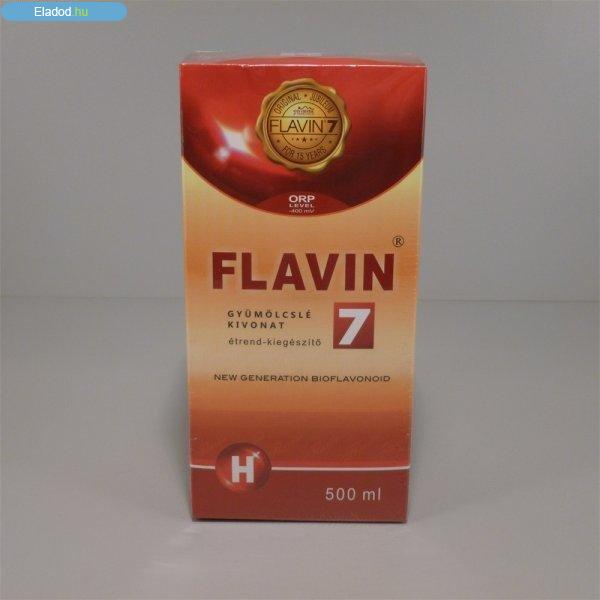 Eladod.hu
ORIGINAL · JUBILEUM
FLAVIN 7
FOR 15 YEARS
ORP
LEVEL
-400 mV
FLAVIN®
7
GYÜMÖLCSLÉ
KIVONAT
étrend-kiegészítő
NEW GENERATION BIOFLAVONOID
H
500 ml